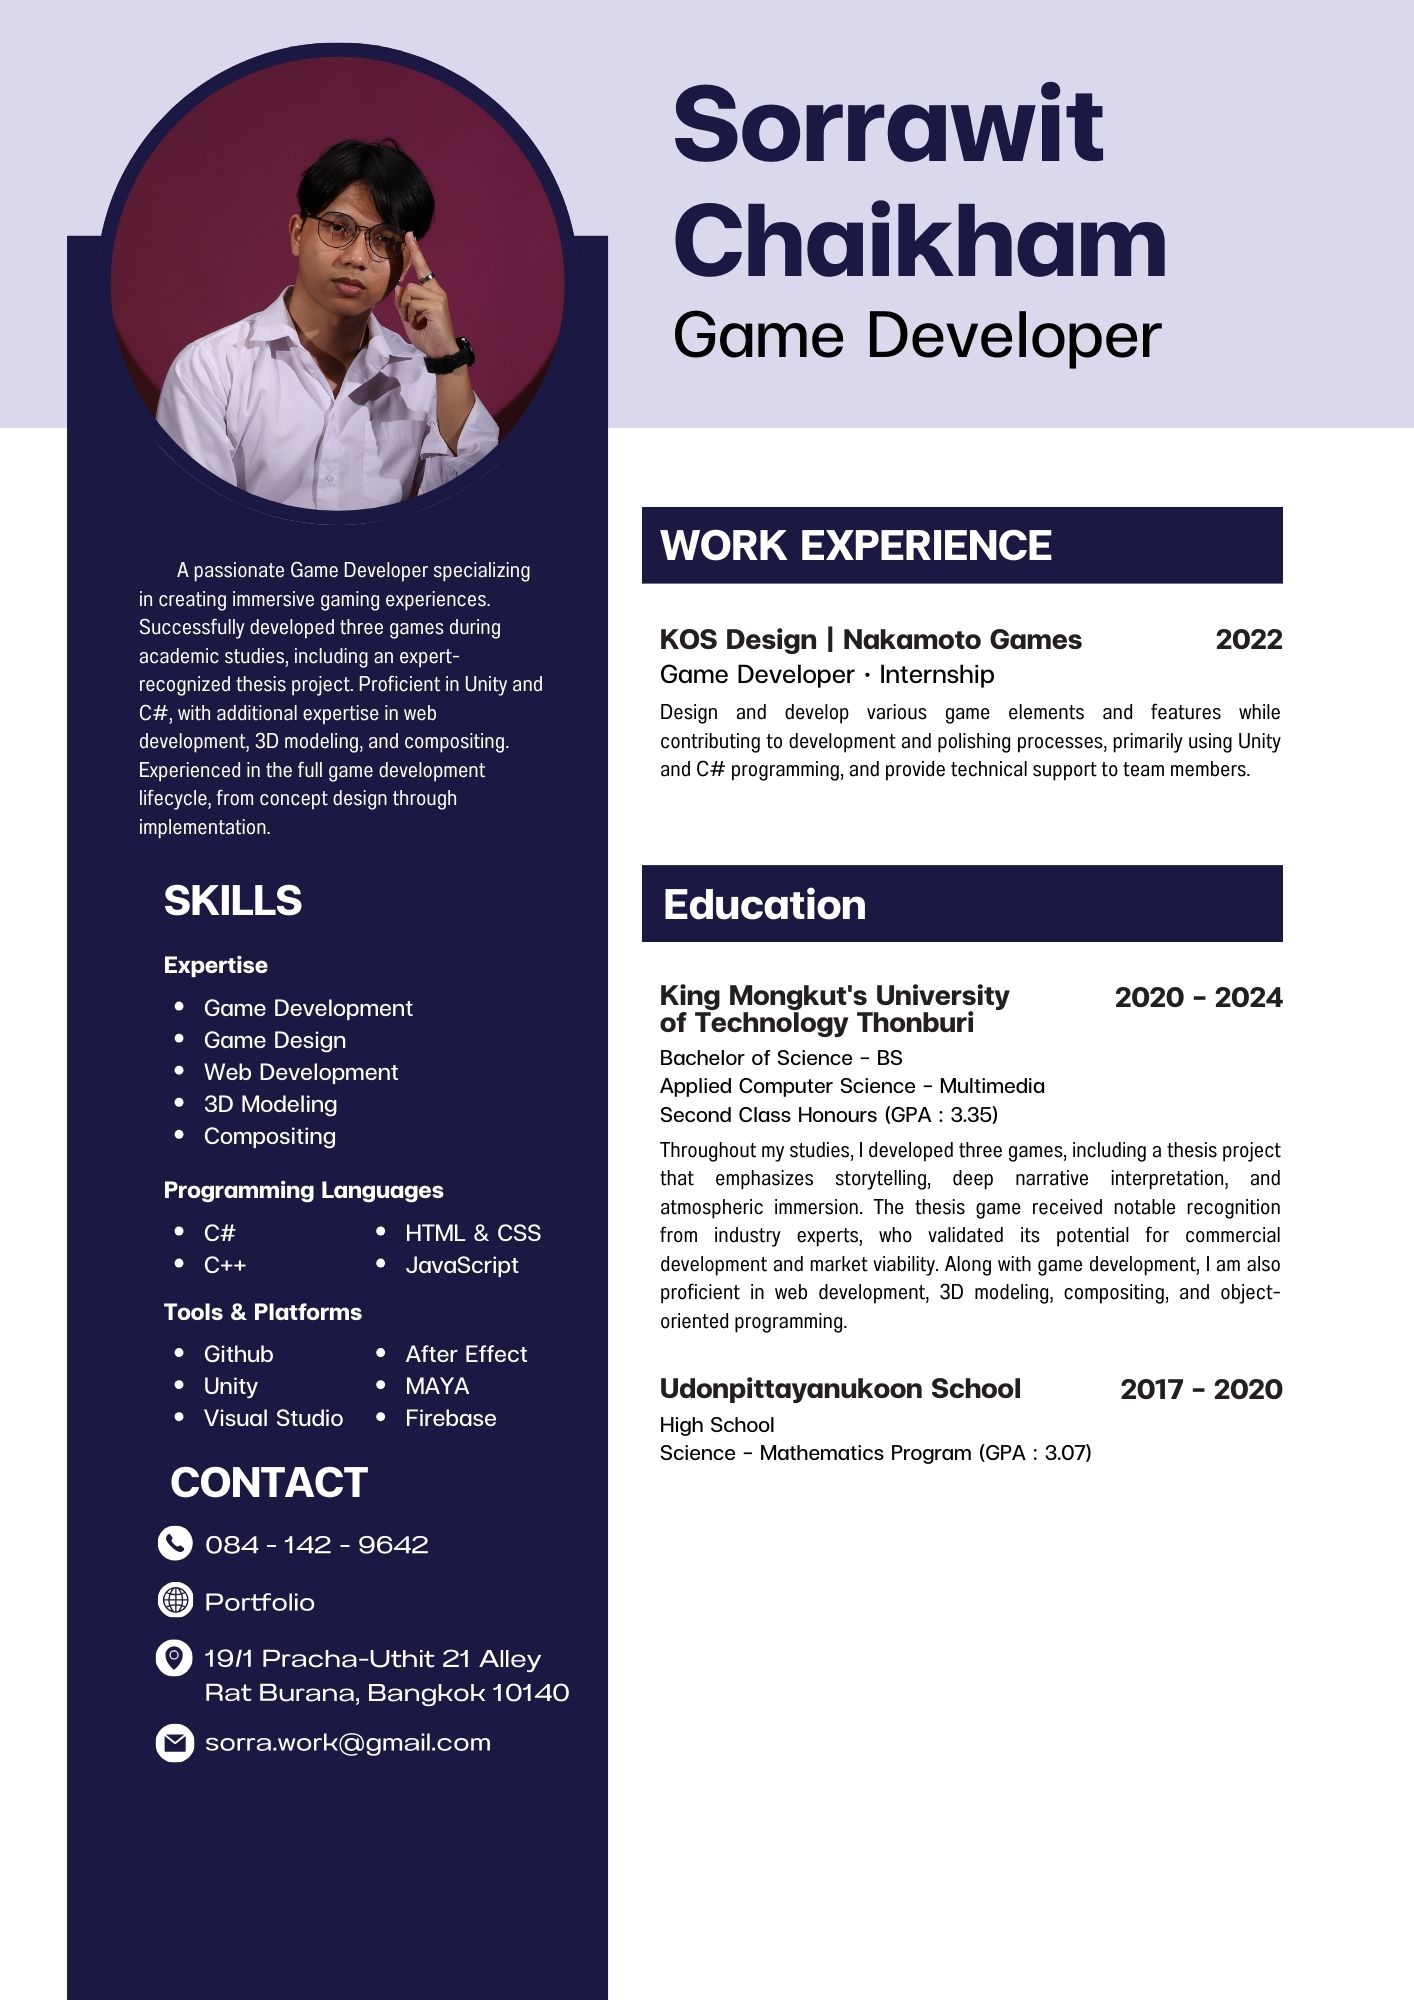 Sorrawit
Chaikham
Game Developer
A passionate Game Developer specializing
in creating immersive gaming experiences.
Successfully developed three games during
academic studies, including an expert-
recognized thesis project. Proficient in Unity and
C#, with additional expertise in web
development, 3D modeling, and compositing.
Experienced in the full game development
lifecycle, from concept design through
implementation.
SKILLS
Expertise
• Game Development
• Game Design
• Web Development
• 3D Modeling
• Compositing
Programming Languages
• C#
• C++
• HTML & CSS
• JavaScript
Tools & Platforms
• Github
• Unity
• Visual Studio
• After Effect
• MAYA
• Firebase
CONTACT
084 - 142 - 9642
Portfolio
19/1 Pracha-Uthit 21 Alley
Rat Burana, Bangkok 10140
sorra.work@gmail.com
WORK EXPERIENCE
KOS Design | Nakamoto Games 2022
Game Developer · Internship
Design and develop various game elements and features while
contributing to development and polishing processes, primarily using Unity
and C# programming, and provide technical support to team members.
Education
King Mongkut's University 2020 - 2024
of Technology Thonburi
Bachelor of Science - BS
Applied Computer Science - Multimedia
Second Class Honours (GPA : 3.35)
Throughout my studies, I developed three games, including a thesis project
that emphasizes storytelling, deep narrative interpretation, and
atmospheric immersion. The thesis game received notable recognition
from industry experts, who validated its potential for commercial
development and market viability. Along with game development, I am also
proficient in web development, 3D modeling, compositing, and object-
oriented programming.
Udonpittayanukoon School 2017 - 2020
High School
Science - Mathematics Program (GPA : 3.07)